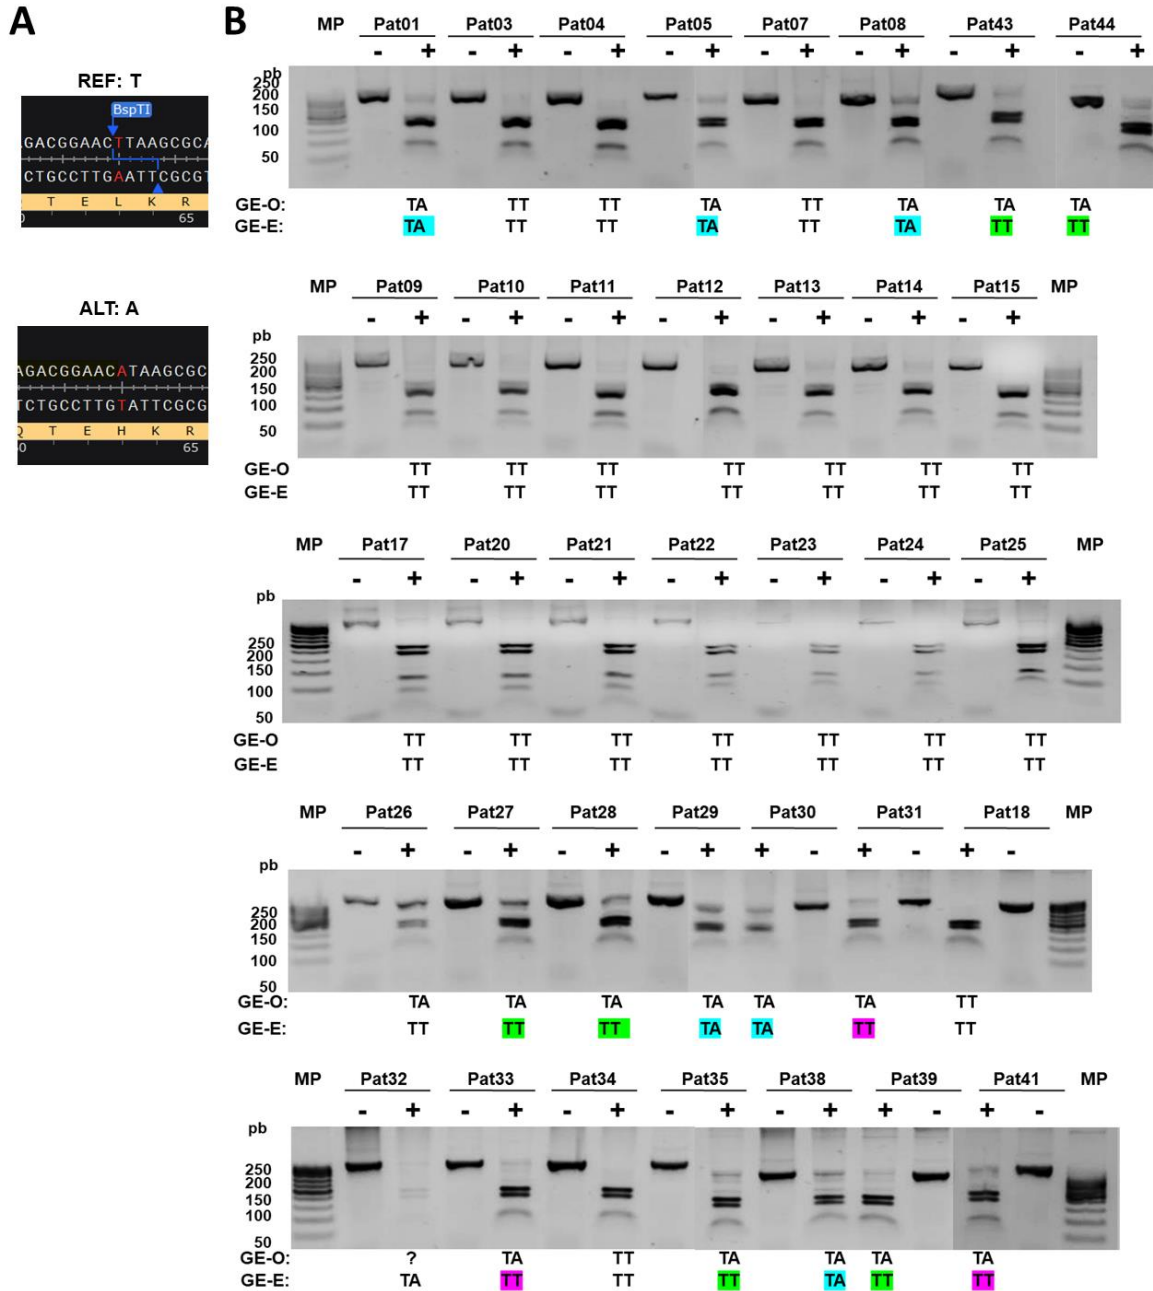 A
REF: T
BspTI
GACGGAACTTAAGCGCA
CTGCCTTGAATTCGCGT
T E L K R
65
ALT: A
AGACGGAACATAAGCGC
TCTGCCTTGTATTCGCG
Q T E H K R
60 65
B
MP Pat01 Pat03 Pat04 Pat05 Pat07 Pat08 Pat43 Pat44
- + - + - + - + - + - + - + - +
pb
250
200
150
100
50
GE-O: TA TT TT TA TT TA TA TA
GE-E: TA TT TT TA TT TA TT TT
MP Pat09 Pat10 Pat11 Pat12 Pat13 Pat14 Pat15 MP
- + - + - + - + - + - + - +
pb
250
200
150
100
50
GE-O TT TT TT TT TT TT TT
GE-E TT TT TT TT TT TT TT
MP Pat17 Pat20 Pat21 Pat22 Pat23 Pat24 Pat25 MP
- + - + - + - + - + - + - +
pb
250
200
150
100
50
GE-O TT TT TT TT TT TT TT
GE-E TT TT TT TT TT TT TT
MP Pat26 Pat27 Pat28 Pat29 Pat30 Pat31 Pat18 MP
- + - + - + - + + - + - + -
pb
250
200
150
100
50
GE-O: TA TA TA TA TA TA TT
GE-E: TT TT TT TA TA TT TT
MP Pat32 Pat33 Pat34 Pat35 Pat38 Pat39 Pat41 MP
- + - + - + - + - + + - + -
pb
250
200
150
100
50
GE-O: ? TA TT TA TA TA TA
GE-E: TA TT TT TT TA TT TT